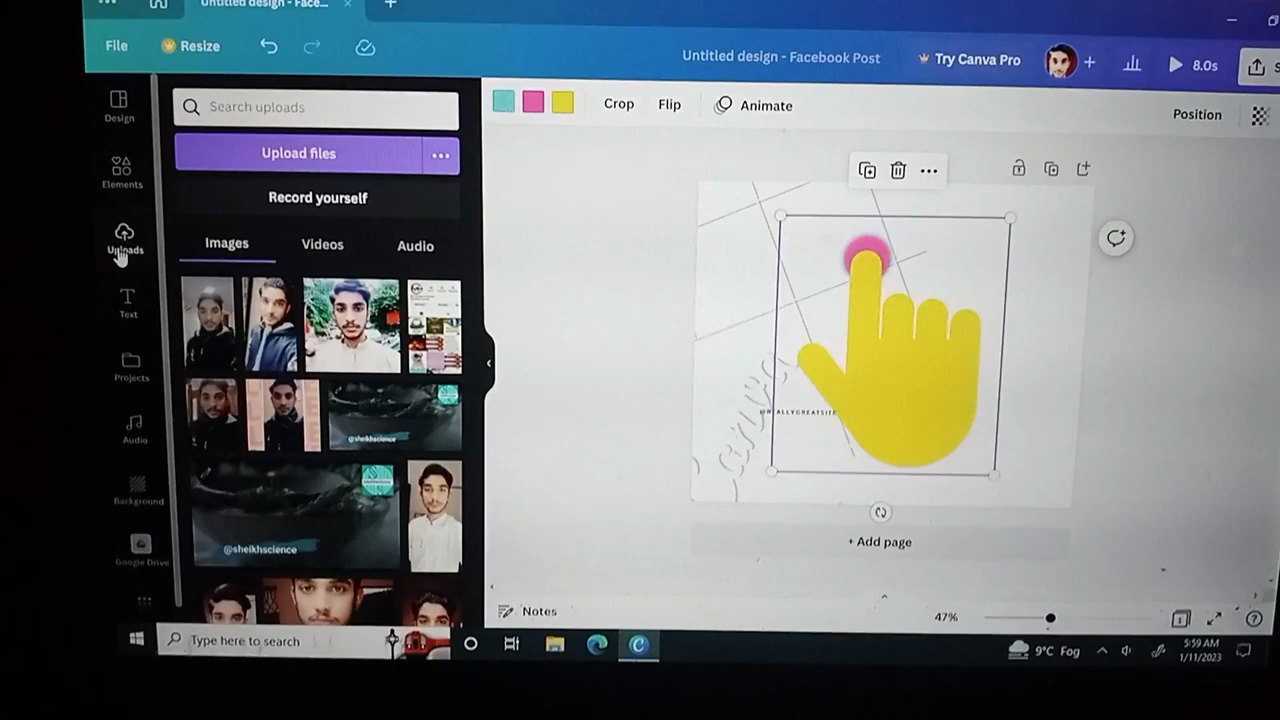 Untitled design - Face...
File
Resize
Untitled design - Facebook Post
Try Canva Pro
8.0s
Design
Elements
Uploads
Text
Projects
Audio
Background
Google Drive
Search uploads
Upload files
Record yourself
Images
Videos
Audio
@sheikhscience
@sheikhscience
Crop
Flip
Animate
Position
+ Add page
Notes
47%
Type here to search
9°C Fog
5:59 AM
1/11/2023